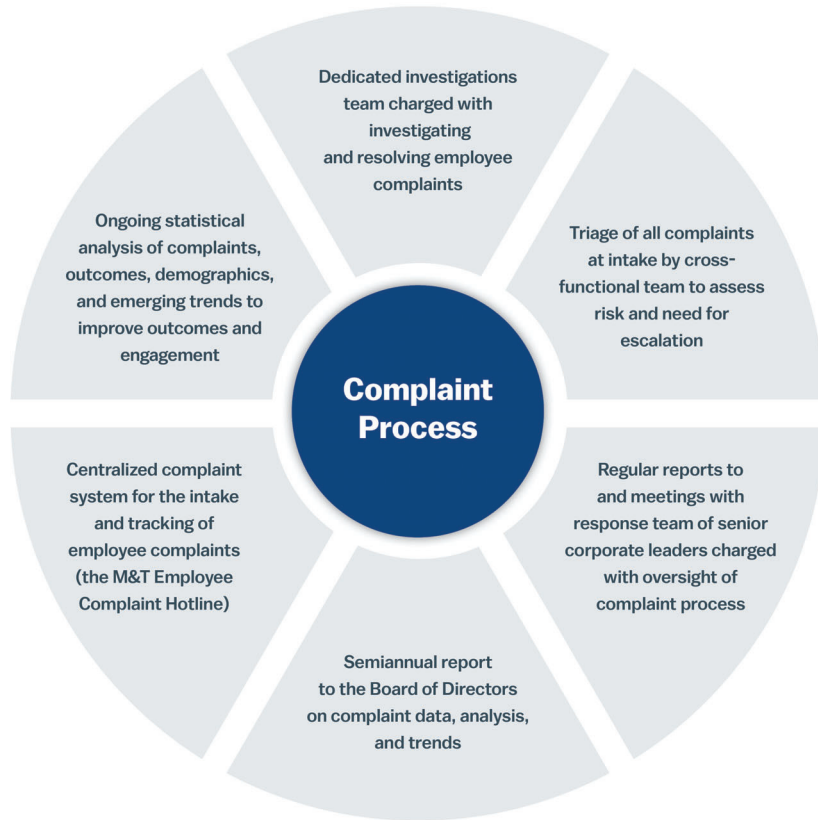 Dedicated investigations
team charged with
investigating
and resolving employee
complaints
Triage of all complaints
at intake by cross-
functional team to assess
risk and need for
escalation
Regular reports to
and meetings with
response team of senior
corporate leaders charged
with oversight of
complaint process
Semiannual report
to the Board of Directors
on complaint data, analysis,
and trends
Centralized complaint
system for the intake
and tracking of
employee complaints
(the M&T Employee
Complaint Hotline)
Ongoing statistical
analysis of complaints,
outcomes, demographics,
and emerging trends to
improve outcomes and
engagement
Complaint
Process